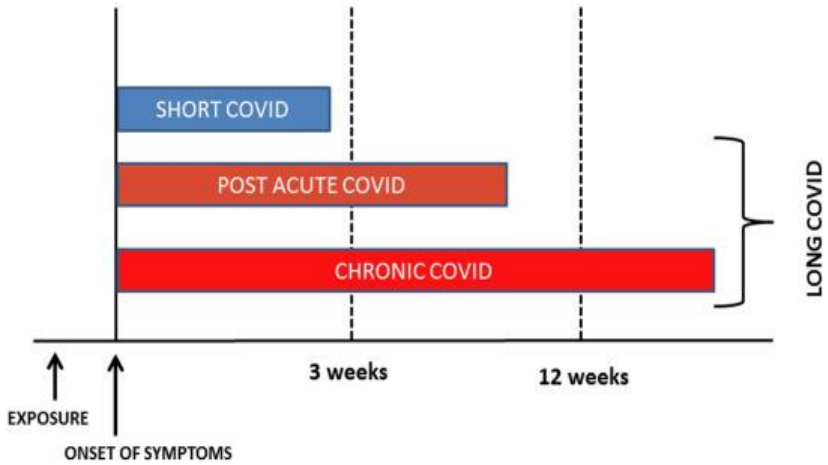 SHORT COVID
POST ACUTE COVID
CHRONIC COVID
LONG COVID
3 weeks
12 weeks
EXPOSURE
ONSET OF SYMPTOMS